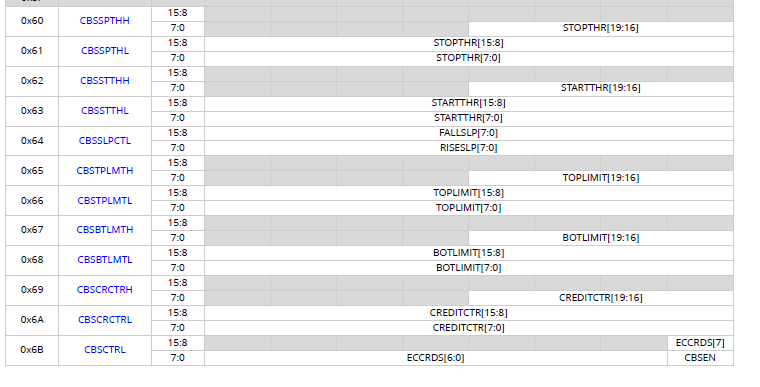 15:8
0x60 CBSSPTHH
7:0 STOPTHR[19:16]
15:8 STOPTHR[15:8]
0x61 CBSSPTHL
7:0 STOPTHR[7:0]
15:8
0x62 CBSSTTHH
7:0 STARTTHR[19:16]
15:8 STARTTHR[15:8]
0x63 CBSSTTHL
7:0 STARTTHR[7:0]
15:8 FALLSLP[7:0]
0x64 CBSSLPCTL
7:0 RISESLP[7:0]
15:8
0x65 CBSTPLMTH
7:0 TOPLIMIT[19:16]
15:8 TOPLIMIT[15:8]
0x66 CBSTPLMTL
7:0 TOPLIMIT[7:0]
15:8
0x67 CBSBTLMTH
7:0 BOTLIMIT[19:16]
15:8 BOTLIMIT[15:8]
0x68 CBSBTLMTL
7:0 BOTLIMIT[7:0]
15:8
0x69 CBSCRCTRH
7:0 CREDITCTR[19:16]
15:8 CREDITCTR[15:8]
0x6A CBSCRCTRL
7:0 CREDITCTR[7:0]
15:8 ECCRDS[7]
0x6B CBSCTRL
7:0 ECCRDS[6:0] CBSEN